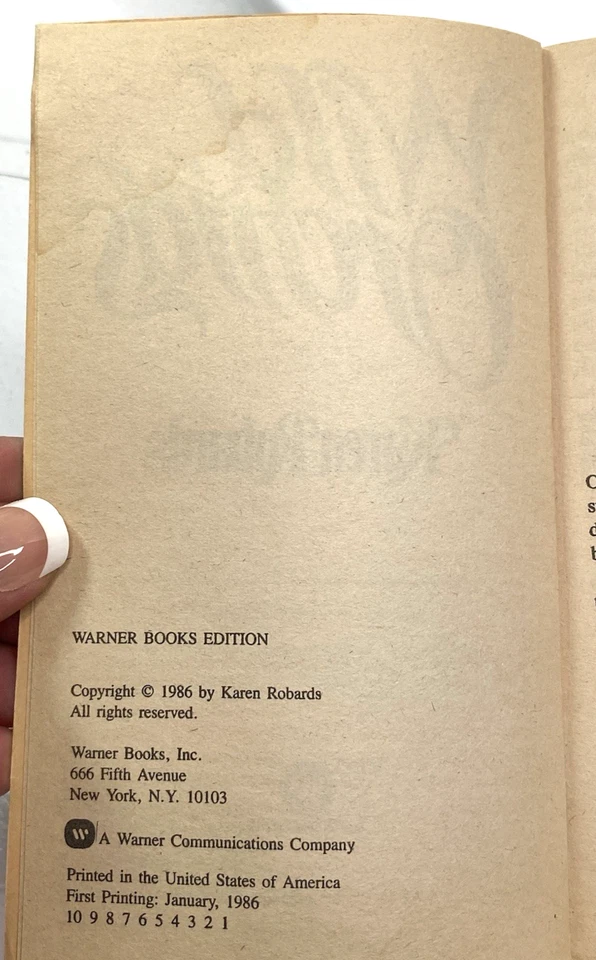 WARNER BOOKS EDITION
Copyright © 1986 by Karen Robards
All rights reserved.
Warner Books, Inc.
666 Fifth Avenue
New York, N.Y. 10103
A Warner Communications Company
Printed in the United States of America
First Printing: January, 1986
10 9 8 7 6 5 4 3 2 1